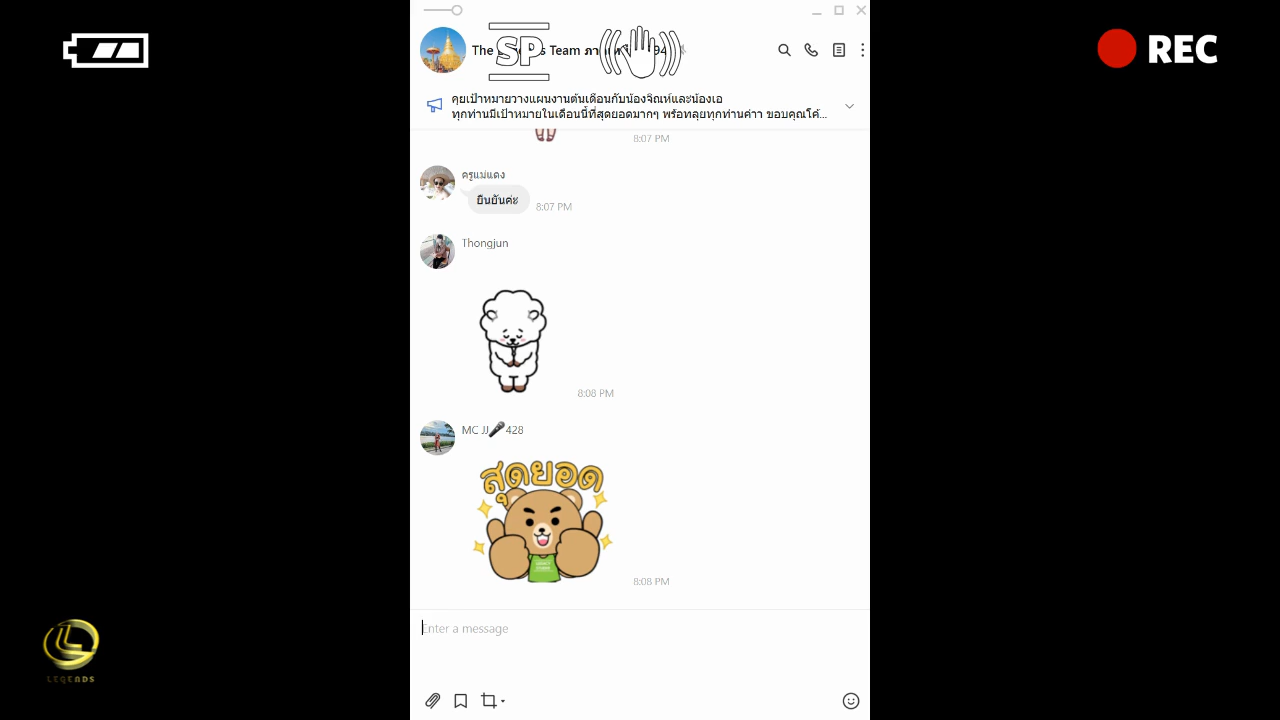 SP
REC
คุยเป้าหมายวางแผนงานต้นเดือนกับน้องจิณห์และน้องเอ
ทุกท่านมีเป้าหมายในเดือนนี้ที่สุดยอดมากๆ พร้อทลุยทุกท่านค่าา ขอบคุณโค้...
8:07 PM
ครูแม่แดง
ยืนยันค่ะ
8:07 PM
Thongjun
8:08 PM
MC JJ🎤428
สุดยอด
8:08 PM
Enter a message
LEGENDS